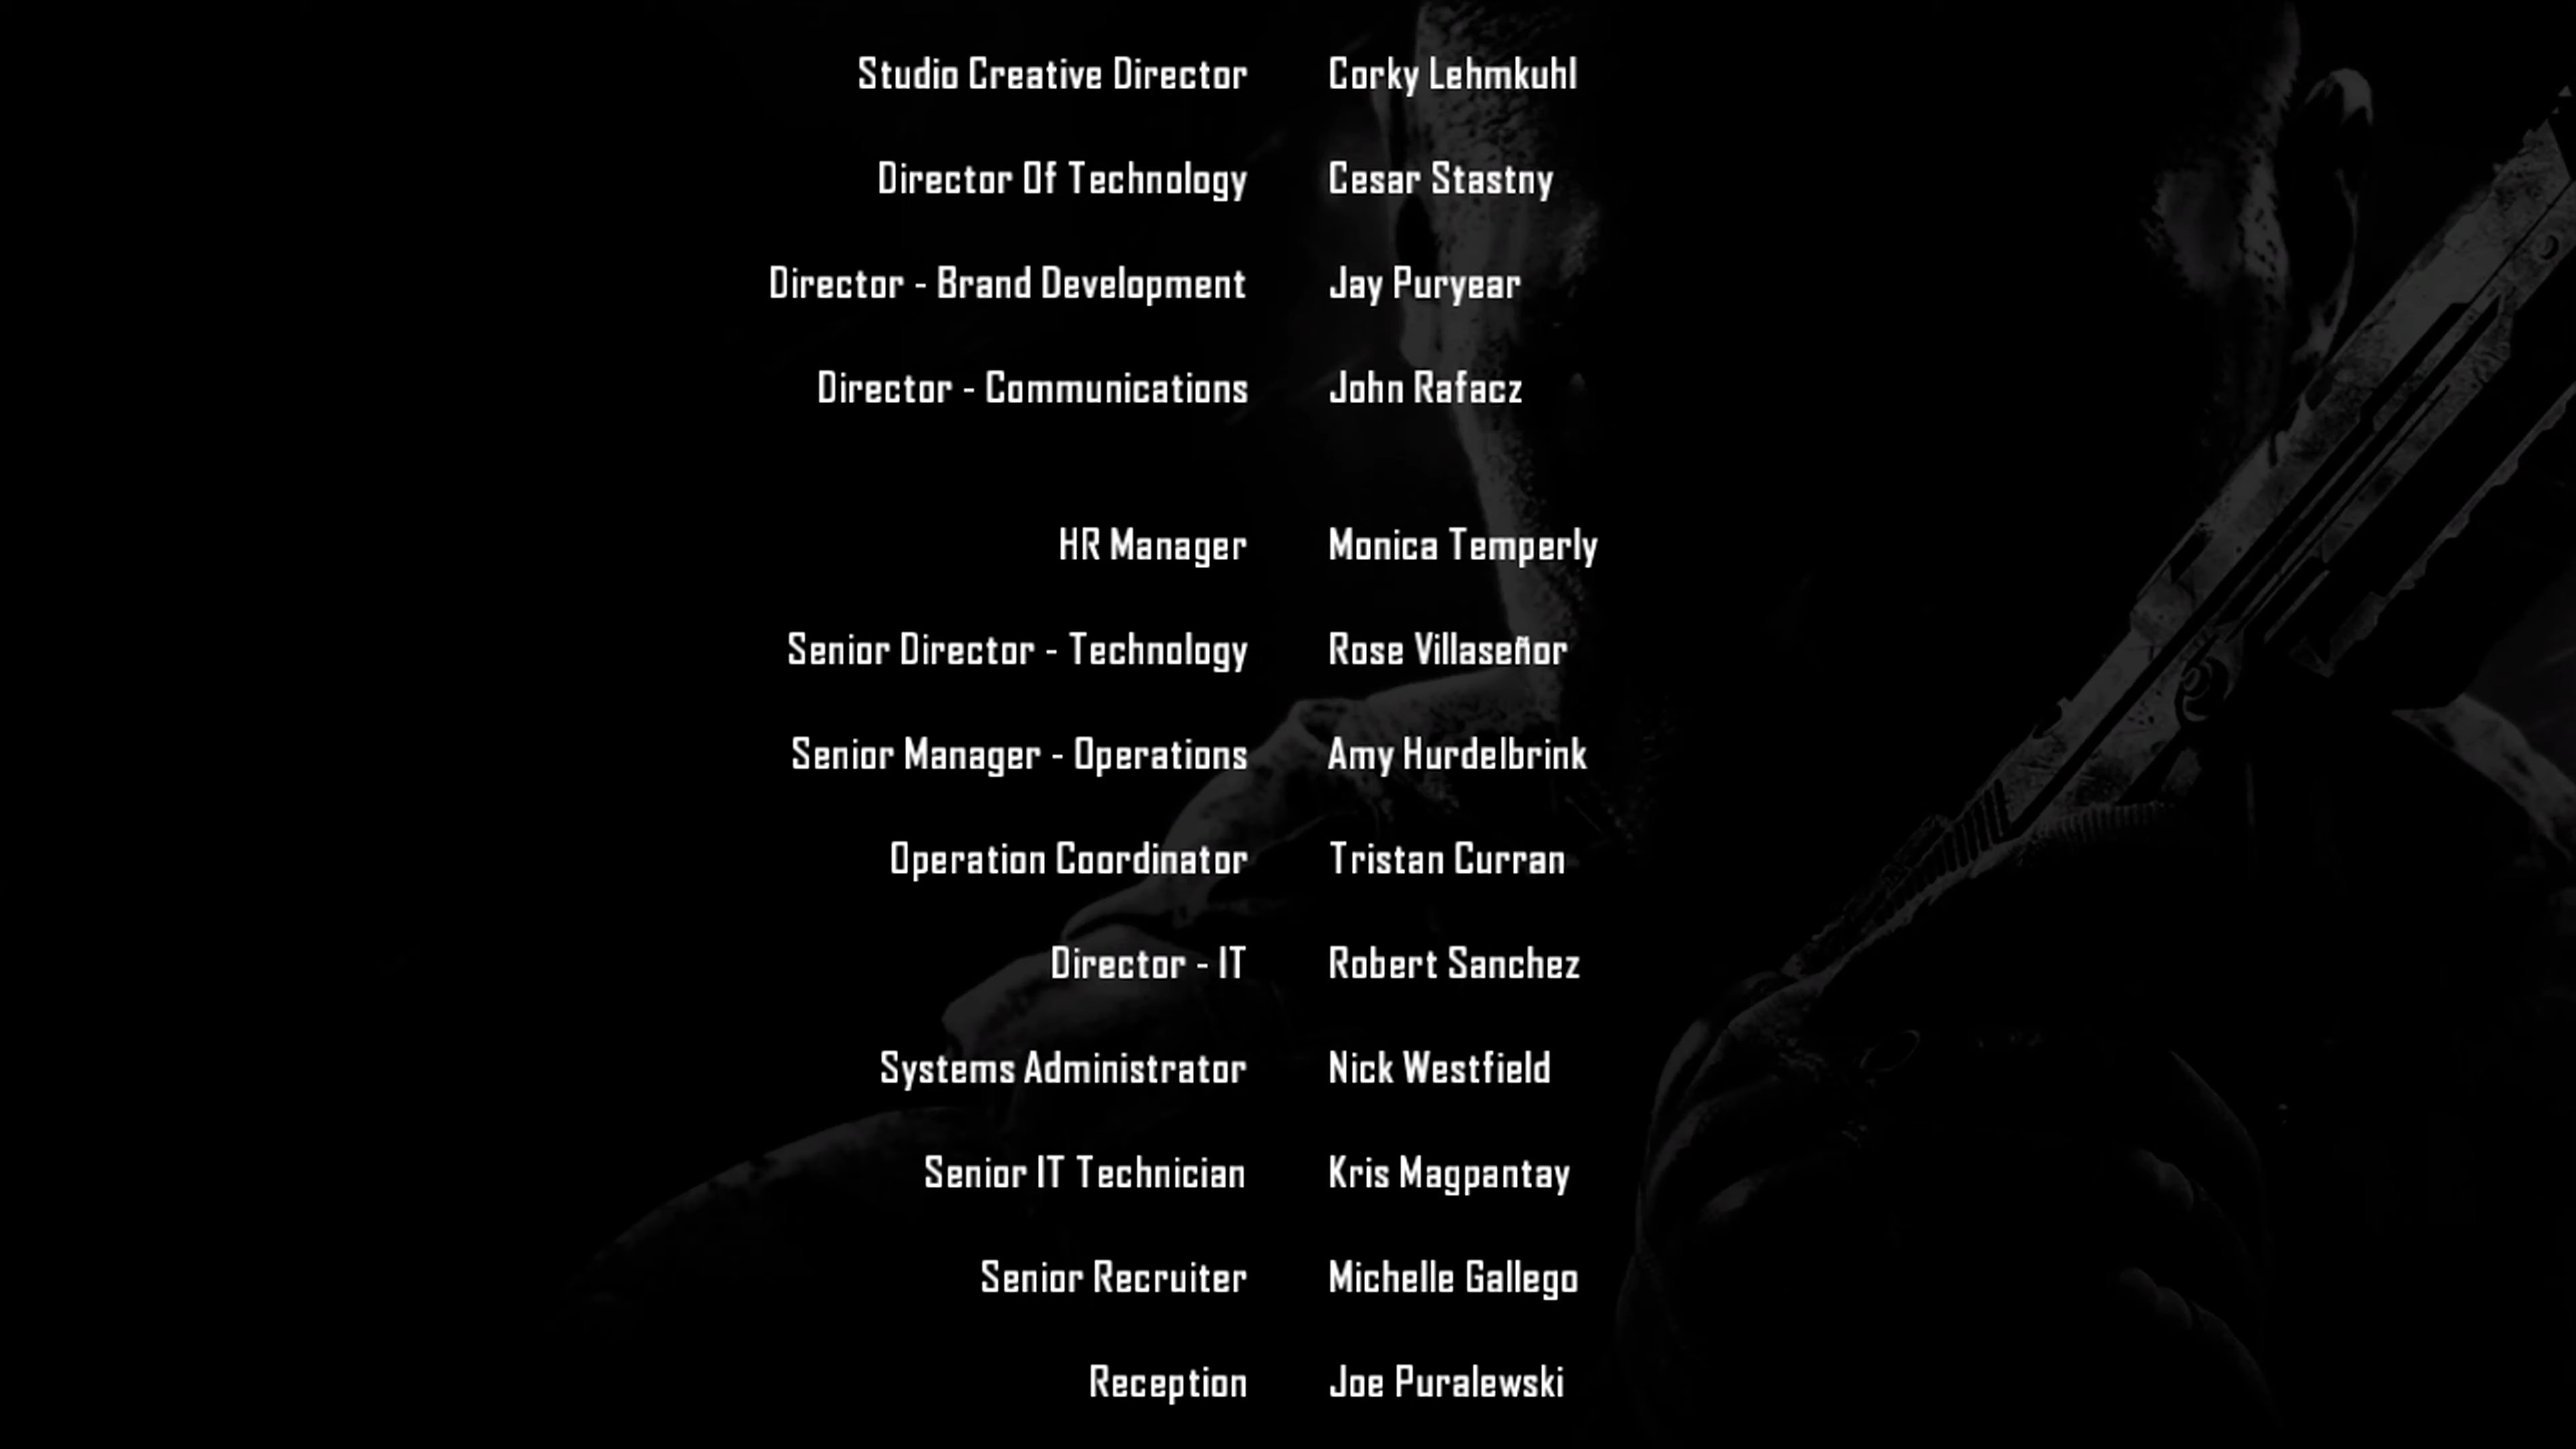 Studio Creative Director Corky Lehmkuhl
Director Of Technology Cesar Stastny
Director - Brand Development Jay Puryear
Director - Communications John Rafacz
HR Manager Monica Temperly
Senior Director - Technology Rose Villaseñor
Senior Manager - Operations Amy Hurdelbrink
Operation Coordinator Tristan Curran
Director - IT Robert Sanchez
Systems Administrator Nick Westfield
Senior IT Technician Kris Magpantay
Senior Recruiter Michelle Gallego
Reception Joe Puralewski